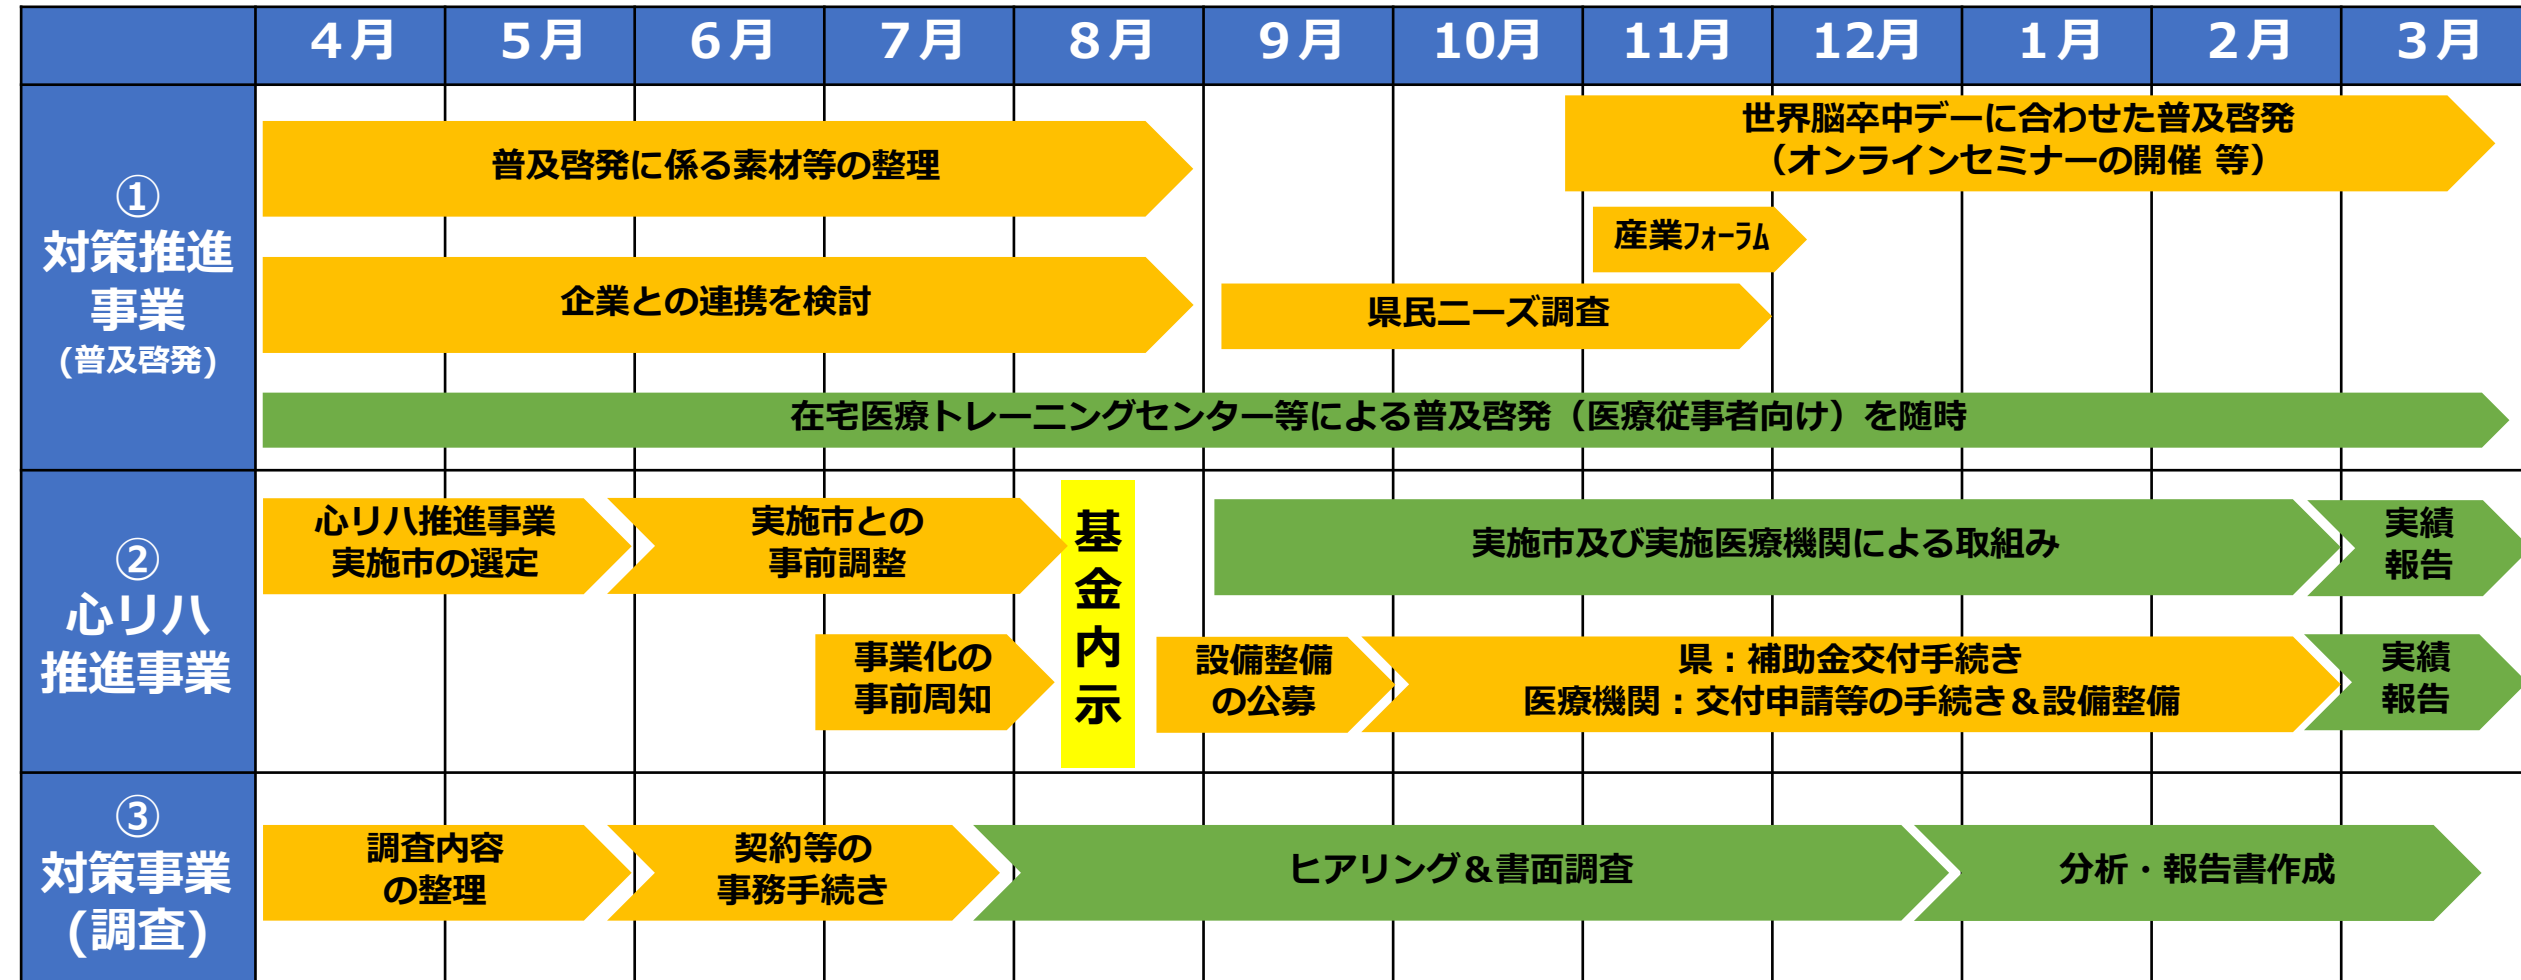 4月
5月
6月
7月
8月
9月
10月
11月
12月
1月
2月
3月
①
対策推進
事業
(普及啓発)
普及啓発に係る素材等の整理
世界脳卒中デーに合わせた普及啓発
（オンラインセミナーの開催 等）
産業ﾌｫｰﾗﾑ
企業との連携を検討
県民ニーズ調査
在宅医療トレーニングセンター等による普及啓発（医療従事者向け）を随時
②
心リハ
推進事業
心リハ推進事業
実施市の選定
実施市との
事前調整
基
金
内
示
実施市及び実施医療機関による取組み
実績
報告
事業化の
事前周知
設備整備
の公募
県：補助金交付手続き
医療機関：交付申請等の手続き＆設備整備
実績
報告
③
対策事業
(調査)
調査内容
の整理
契約等の
事務手続き
ヒアリング＆書面調査
分析・報告書作成